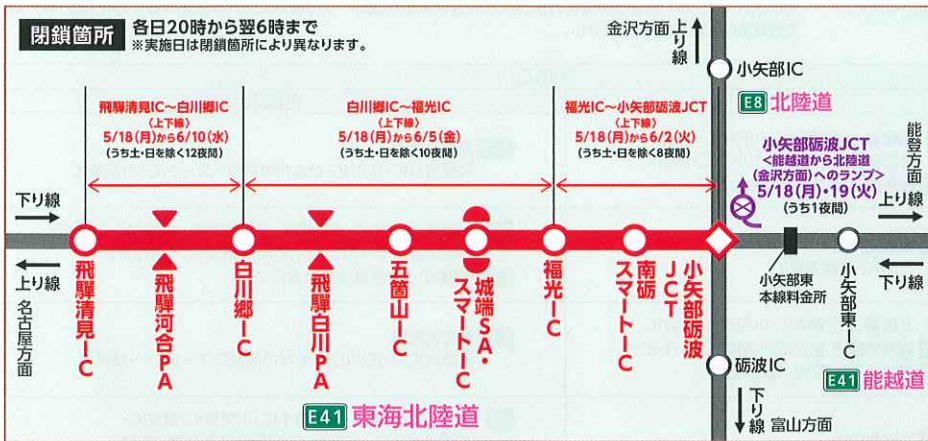 閉鎖箇所
各日20時から翌6時まで
※実施日は閉鎖箇所により異なります。
金沢方面
上り線
小矢部IC
E8 北陸道
飛騨清見IC〜白川郷IC
〈上下線〉
5/18(月)から6/10(水)
(うち土・日を除く12夜間)
白川郷IC〜福光IC
〈上下線〉
5/18(月)から6/5(金)
(うち土・日を除く10夜間)
福光IC〜小矢部砺波JCT
〈上下線〉
5/18(月)から6/2(火)
(うち土・日を除く8夜間)
小矢部砺波JCT
<能越道から北陸道
(金沢方面)へのランプ>
5/18(月)・19(火)
(うち1夜間)
能登方面
下り線
上り線
上り線
下り線
名古屋方面
飛騨清見IC
飛騨河合PA
白川郷IC
飛騨白川PA
五箇山IC
城端SA・
スマートIC
福光IC
南砺
スマートIC
小矢部砺波
JCT
小矢部東
本線料金所
小矢部東IC
砺波IC
E41 能越道
E41 東海北陸道
下り線
富山方面